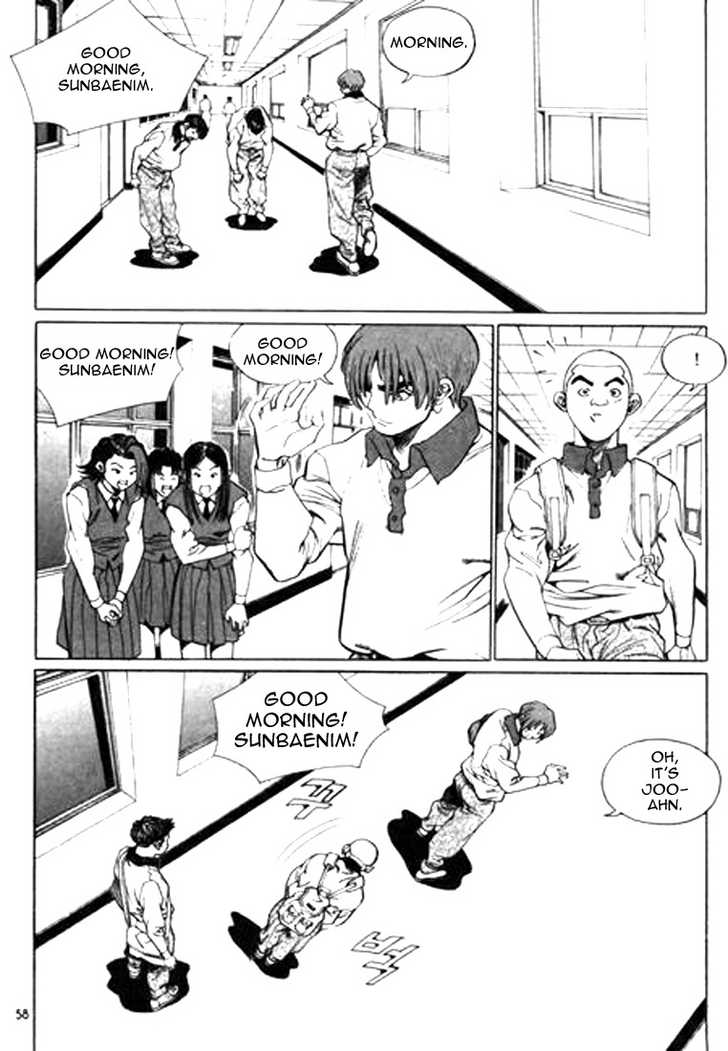 GOOD
MORNING,
SUNBAENIM.
MORNING.
GOOD MORNING!
SUNBAENIM!
GOOD
MORNING!
!
GOOD
MORNING!
SUNBAENIM!
OH,
IT'S
JOO-
AHN.
꾸
벅
58